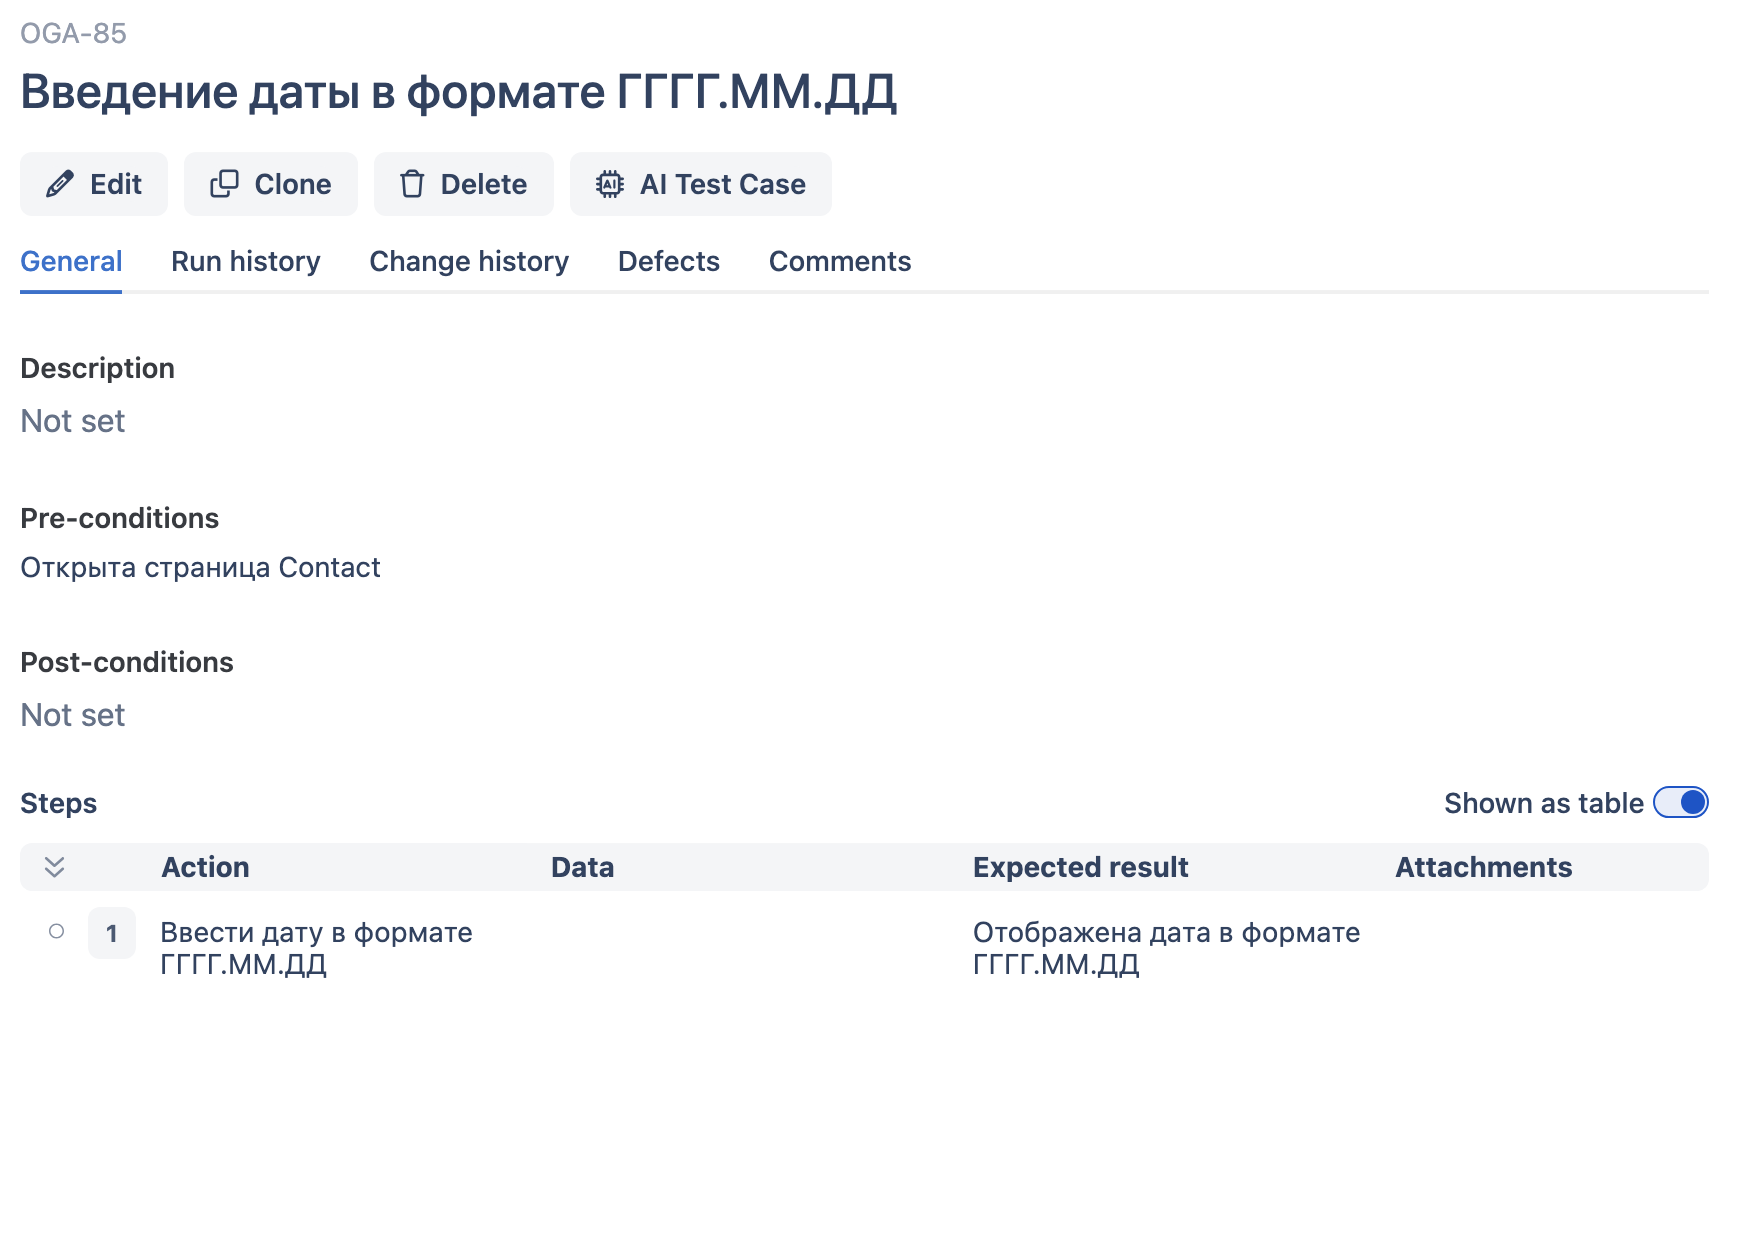 OGA-85
Введение даты в формате ГГГГ.ММ.ДД
Edit Clone Delete AI Test Case
General Run history Change history Defects Comments
Description
Not set
Pre-conditions
Открыта страница Contact
Post-conditions
Not set
Steps Shown as table
Action Data Expected result Attachments
1 Ввести дату в формате Отображена дата в формате
ГГГГ.ММ.ДД ГГГГ.ММ.ДД